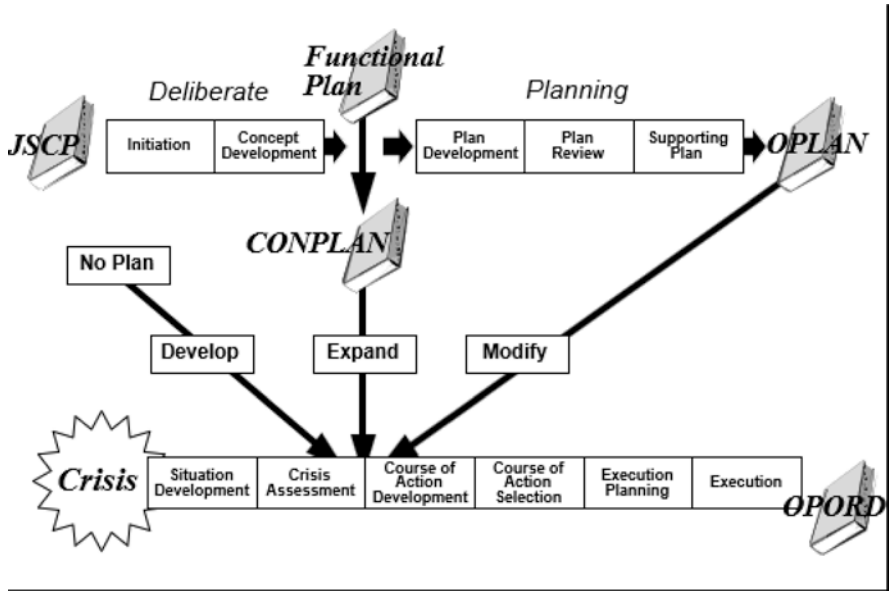 Functional
Plan
Deliberate
Planning
JSCP
Initiation
Concept
Development
Plan
Development
Plan
Review
Supporting
Plan
OPLAN
CONPLAN
No Plan
Develop
Expand
Modify
Crisis
Situation
Development
Crisis
Assessment
Course of
Action
Development
Course of
Action
Selection
Execution
Planning
Execution
OPORD